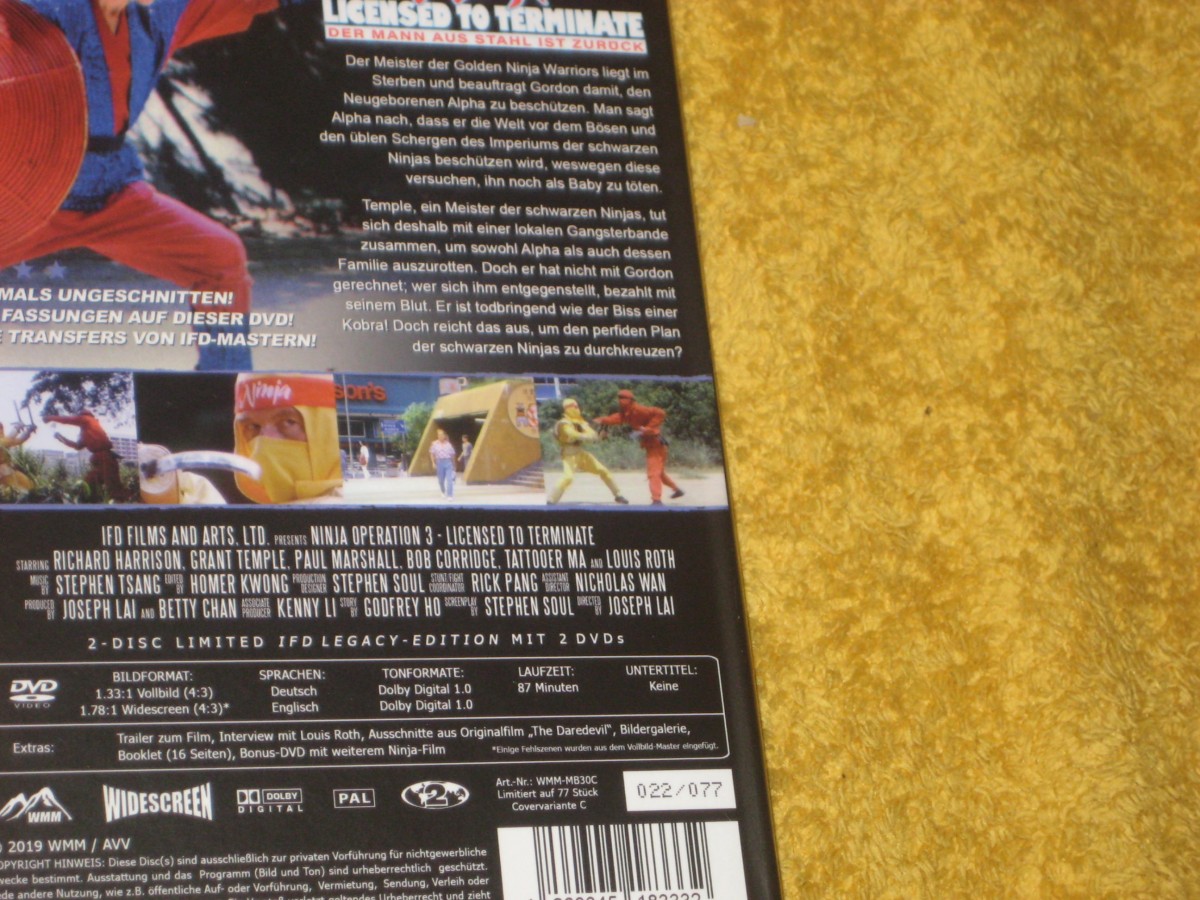 LICENSED TO TERMINATE
DER MANN AUS STAHL IST ZURÜCK
Der Meister der Golden Ninja Warriors liegt im
Sterben und beauftragt Gordon damit, den
Neugeborenen Alpha zu beschützen. Man sagt
Alpha nach, dass er die Welt vor dem Bösen und
den üblen Schergen des Imperiums der schwarzen
Ninjas beschützen wird, weswegen diese
versuchen, ihn noch als Baby zu töten.
Temple, ein Meister der schwarzen Ninjas, tut
sich deshalb mit einer lokalen Gangsterbande
zusammen, um sowohl Alpha als auch dessen
Familie auszurotten. Doch er hat nicht mit Gordon
gerechnet; wer sich ihm entgegenstellt, bezahlt mit
seinem Blut. Er ist todbringend wie der Biss einer
Kobra! Doch reicht das aus, um den perfiden Plan
der schwarzen Ninjas zu durchkreuzen?
MALS UNGESCHNITTEN!
FASSUNGEN AUF DIESER DVD!
E TRANSFERS VON IFD-MASTERN!
Ninja
son's
IFD FILMS AND ARTS, LTD. PRESENTS NINJA OPERATION 3 - LICENSED TO TERMINATE
STARRING RICHARD HARRISON, GRANT TEMPLE, PAUL MARSHALL, BOB CORRIDGE, TATTOOER MA AND LOUIS ROTH
MUSIC BY STEPHEN TSANG EDITED BY HOMER KWONG PRODUCTION DESIGNER STEPHEN SOUL STUNT/FIGHT COORDINATOR RICK PANG ASSISTANT DIRECTOR NICHOLAS WAN
PRODUCED BY JOSEPH LAI AND BETTY CHAN ASSOCIATE PRODUCER KENNY LI STORY BY GODFREY HO SCREENPLAY BY STEPHEN SOUL DIRECTED BY JOSEPH LAI
2-DISC LIMITED IFD LEGACY-EDITION MIT 2 DVDs
DVD VIDEO
BILDFORMAT: SPRACHEN: TONFORMATE: LAUFZEIT: UNTERTITEL:
1.33:1 Vollbild (4:3) Deutsch Dolby Digital 1.0 87 Minuten Keine
1.78:1 Widescreen (4:3)* Englisch Dolby Digital 1.0
Extras: Trailer zum Film, Interview mit Louis Roth, Ausschnitte aus Originalfilm „The Daredevil", Bildergalerie,
Booklet (16 Seiten), Bonus-DVD mit weiterem Ninja-Film *Einige Fehlszenen wurden aus dem Vollbild-Master eingefügt.
WMM WIDESCREEN DOLBY DIGITAL PAL 2
Art.-Nr.: WMM-MB30C
Limitiert auf 77 Stück
Covervariante C
022/077
© 2019 WMM / AVV
OPYRIGHT HINWEIS: Diese Disc(s) sind ausschließlich zur privaten Vorführung für nichtgewerbliche
wecke bestimmt. Ausstattung und das Programm (Bild und Ton) sind urheberrechtlich geschützt.
ede andere Nutzung, wie z.B. öffentliche Auf- oder Vorführung, Vermietung, Sendung, Verleih oder